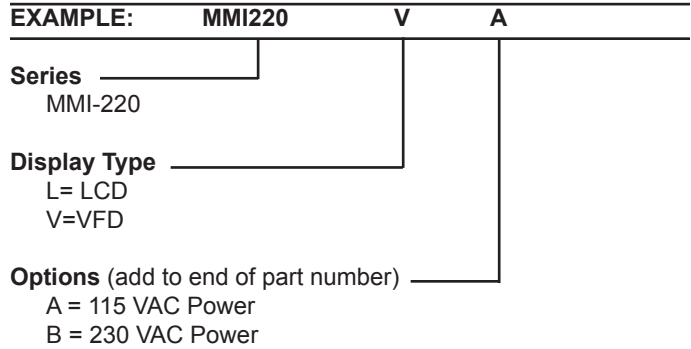 EXAMPLE: MMI220 V A
Series
MMI-220
Display Type
L= LCD
V=VFD
Options (add to end of part number)
A = 115 VAC Power
B = 230 VAC Power